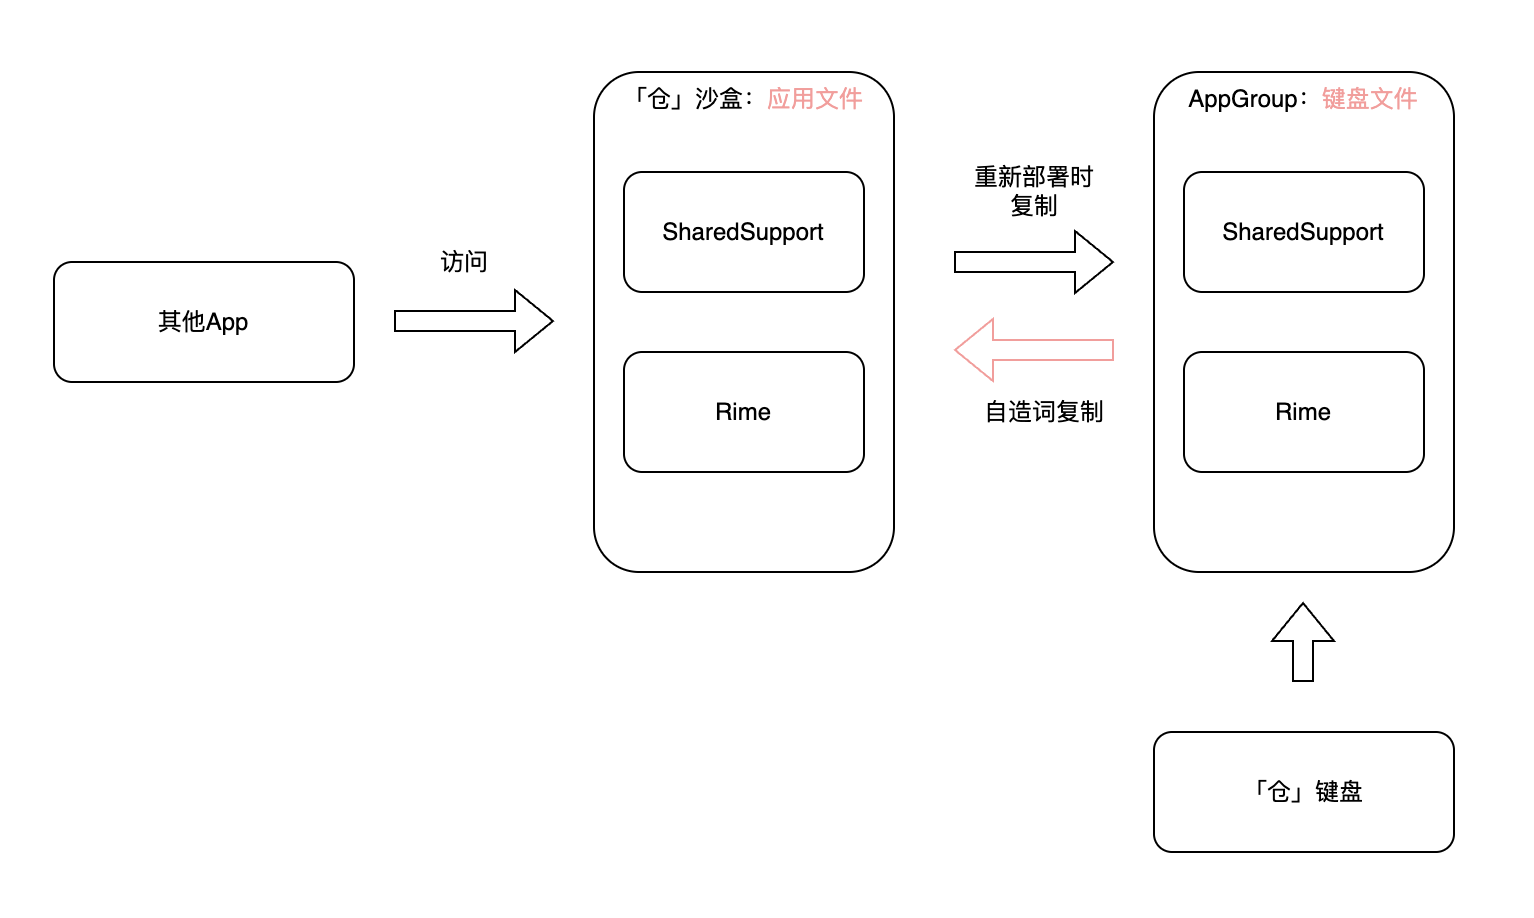 其他App
访问
「仓」沙盒：应用文件
SharedSupport
Rime
重新部署时
复制
自造词复制
AppGroup：键盘文件
SharedSupport
Rime
「仓」键盘